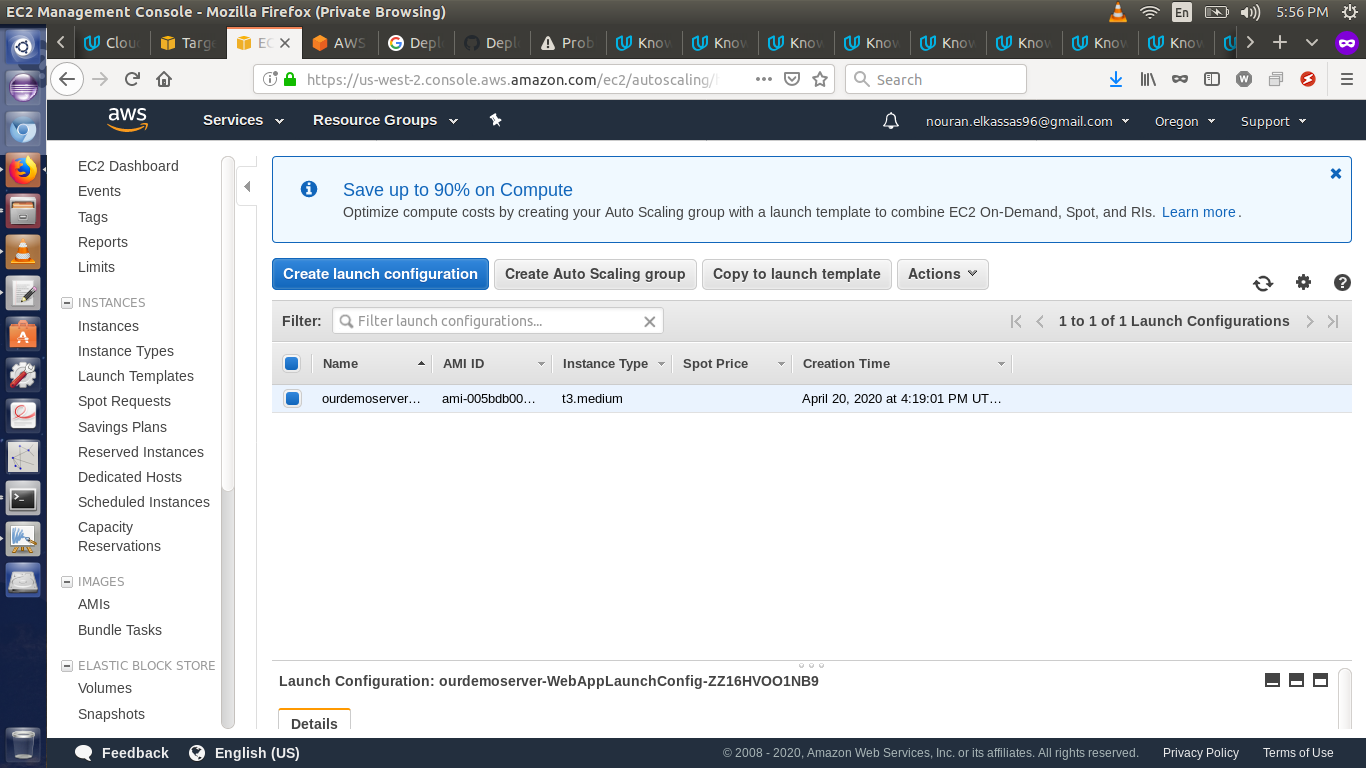 EC2 Management Console - Mozilla Firefox (Private Browsing)
En
5:56 PM
Clou
Targe
EC
AWS
Deplo
Deplo
Prob
Know
Know
Know
Know
Know
Know
Know
Know
https://us-west-2.console.aws.amazon.com/ec2/autoscaling/
Search
aws
Services
Resource Groups
nouran.elkassas96@gmail.com
Oregon
Support
EC2 Dashboard
Events
Tags
Reports
Limits
INSTANCES
Instances
Instance Types
Launch Templates
Spot Requests
Savings Plans
Reserved Instances
Dedicated Hosts
Scheduled Instances
Capacity
Reservations
IMAGES
AMIs
Bundle Tasks
ELASTIC BLOCK STORE
Volumes
Snapshots
Save up to 90% on Compute
Optimize compute costs by creating your Auto Scaling group with a launch template to combine EC2 On-Demand, Spot, and RIs. Learn more.
Create launch configuration
Create Auto Scaling group
Copy to launch template
Actions
Filter:
Filter launch configurations...
1 to 1 of 1 Launch Configurations
Name
AMI ID
Instance Type
Spot Price
Creation Time
ourdemoserver…
ami-005bdb00…
t3.medium
April 20, 2020 at 4:19:01 PM UT…
Launch Configuration: ourdemoserver-WebAppLaunchConfig-ZZ16HVOO1NB9
Details
Feedback
English (US)
© 2008 - 2020, Amazon Web Services, Inc. or its affiliates. All rights reserved.
Privacy Policy
Terms of Use